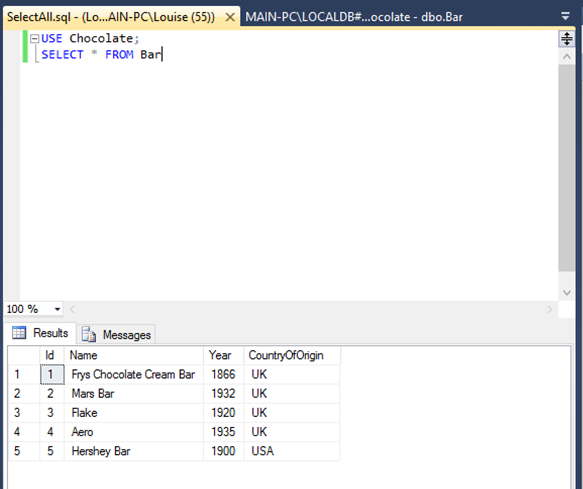 SelectAll.sql - (Lo...AIN-PC\Louise (55)) MAIN-PC\LOCALDB#...ocolate - dbo.Bar
USE Chocolate;
SELECT * FROM Bar
100 %
Results Messages
Id Name Year CountryOfOrigin
1 1 Frys Chocolate Cream Bar 1866 UK
2 2 Mars Bar 1932 UK
3 3 Flake 1920 UK
4 4 Aero 1935 UK
5 5 Hershey Bar 1900 USA